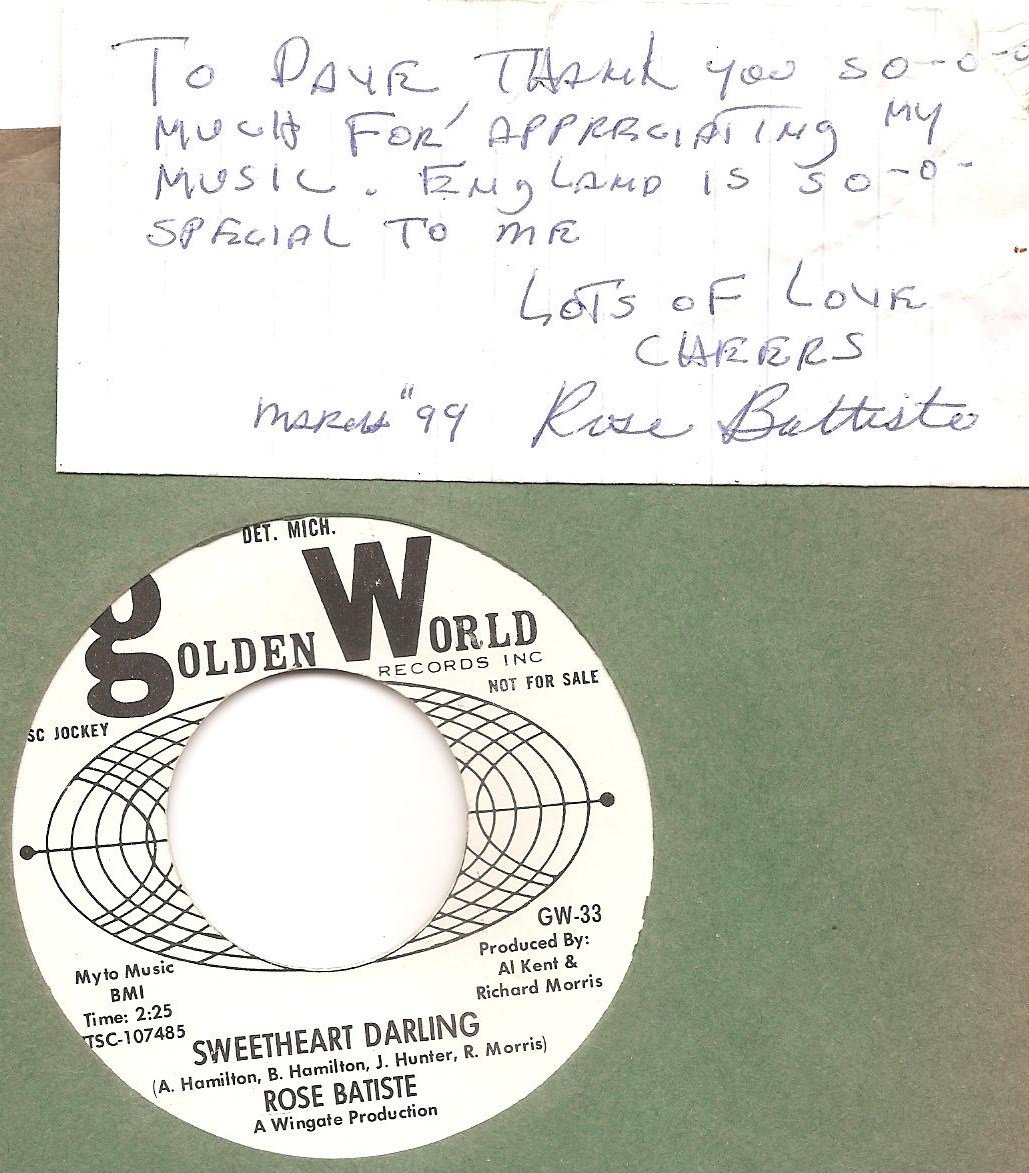 To DAVE, THANK you SO-O-O
MUCH FOR APPRECIATING MY
MUSIC. ENgLAND IS SO-O-
SPECIAL TO ME
LOTS OF LOVE
CHEERS
MARCH "99 Rose Battiste
DET. MICH.
gOLDEN WORLD
RECORDS INC
NOT FOR SALE
SC JOCKEY
GW-33
Produced By:
Al Kent &
Richard Morris
Myto Music
BMI
Time: 2:25
TSC-107485
SWEETHEART DARLING
(A. Hamilton, B. Hamilton, J. Hunter, R. Morris)
ROSE BATISTE
A Wingate Production